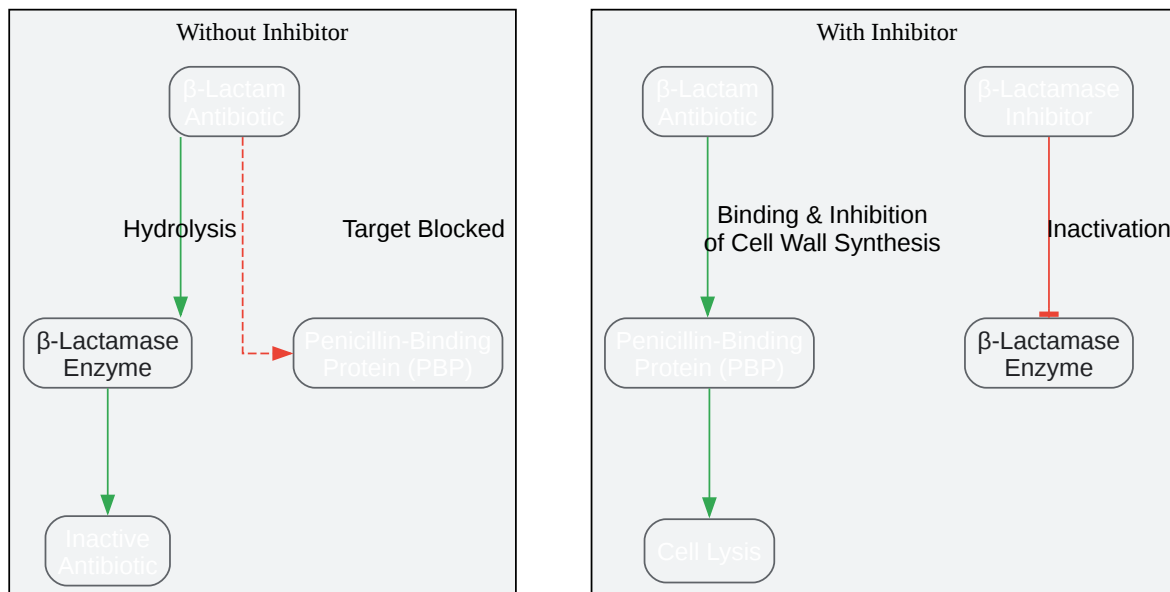 Without Inhibitor
β-Lactam
Antibiotic
Hydrolysis
Target Blocked
β-Lactamase
Enzyme
Penicillin-Binding
Protein (PBP)
Inactive
Antibiotic
With Inhibitor
β-Lactam
Antibiotic
β-Lactamase
Inhibitor
Binding & Inhibition
of Cell Wall Synthesis
Inactivation
Penicillin-Binding
Protein (PBP)
β-Lactamase
Enzyme
Cell Lysis